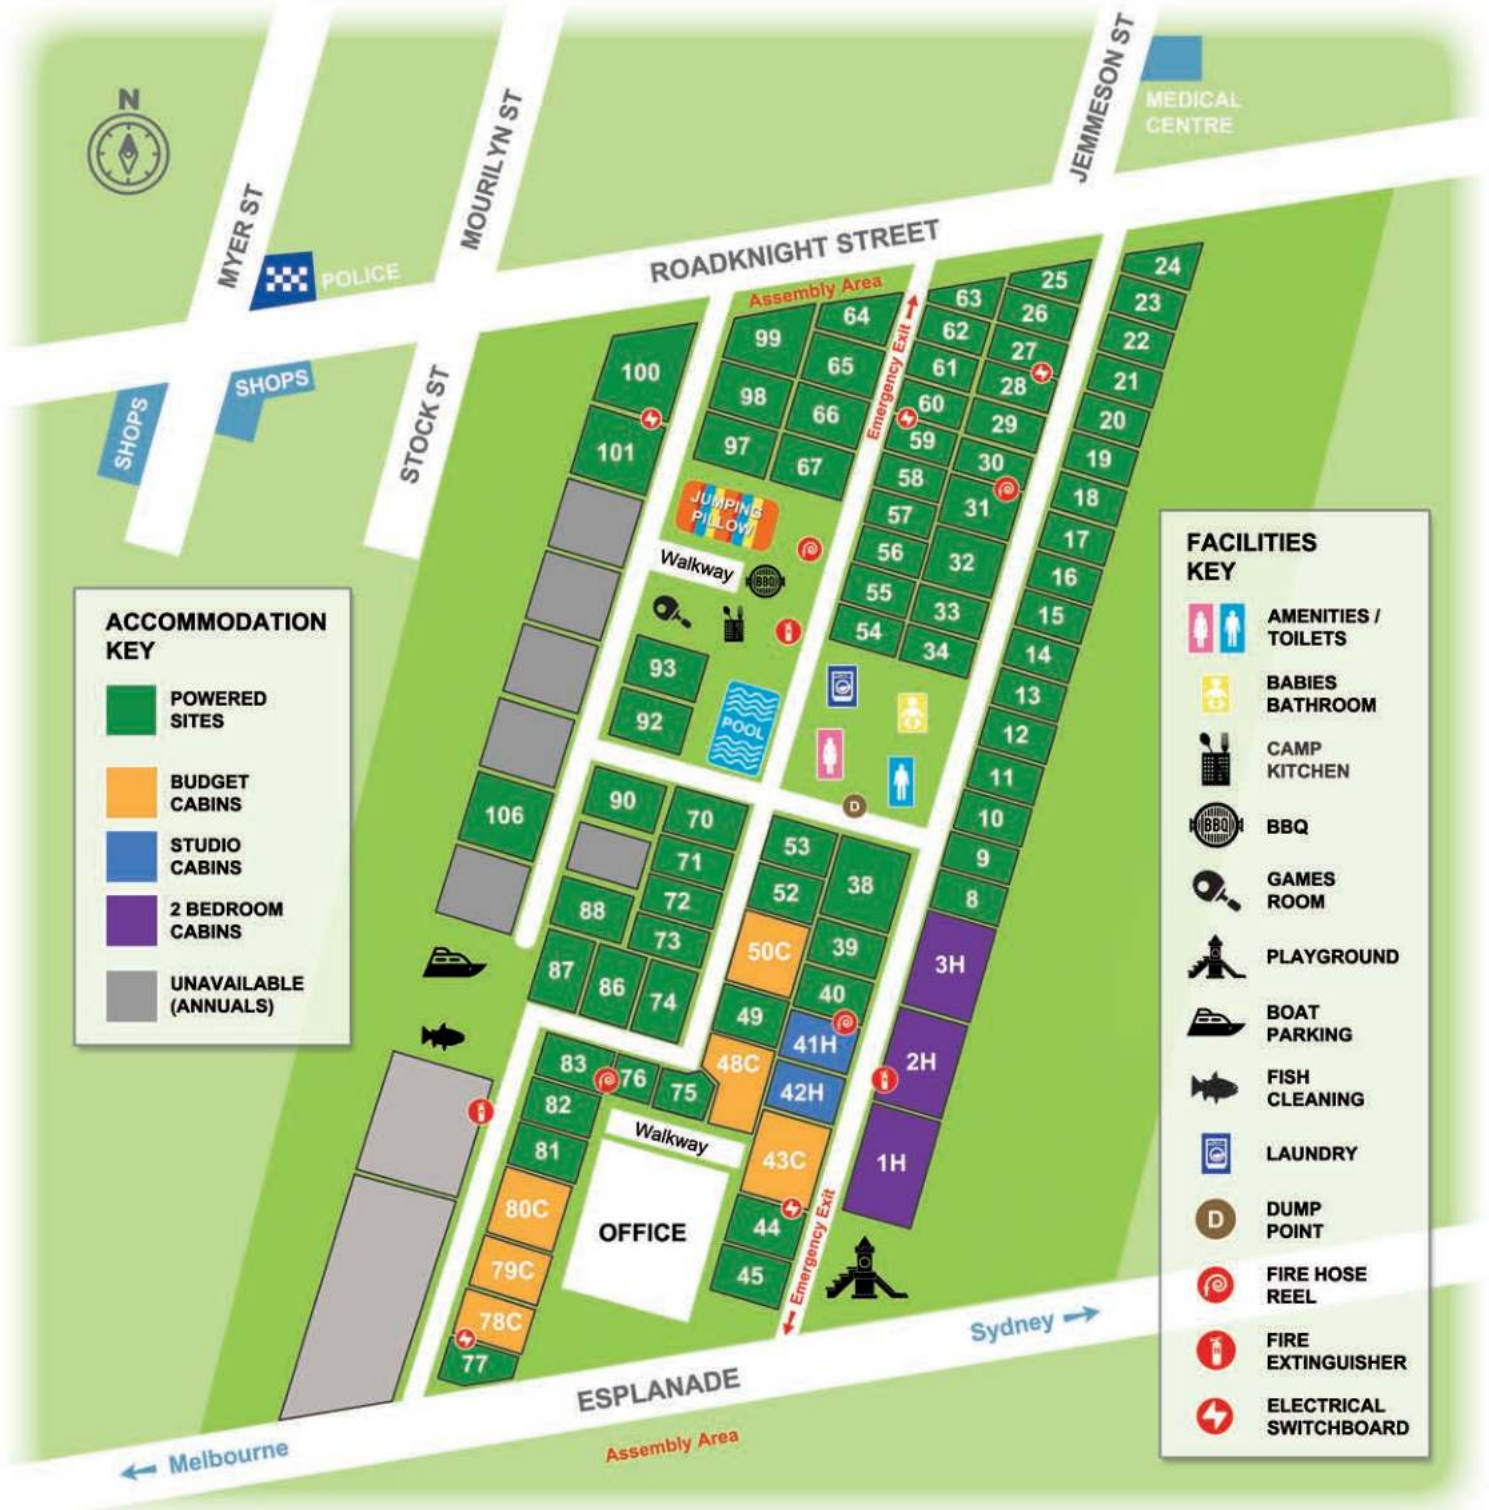 N
MYER ST
MOURILYN ST
JEMMESON ST
MEDICAL
CENTRE
POLICE
ROADKNIGHT STREET
Assembly Area
SHOPS
SHOPS
STOCK ST
Emergency Exit
24
25
23
63
26
64
99
22
62
27
100
65
61
21
28
98
60
66
20
29
59
97
101
19
30
67
58
18
31
57
JUMPING
PILLOW
17
56
32
Walkway
BBQ
16
55
33
15
54
34
14
93
13
92
POOL
12
11
D
90
70
10
106
53
9
71
38
52
8
72
88
73
39
50C
3H
87
86
74
40
49
41H
83
76
75
48C
2H
42H
82
Walkway
81
43C
1H
80C
OFFICE
44
79C
45
Emergency Exit
78C
77
Sydney
ESPLANADE
Assembly Area
Melbourne
ACCOMMODATION
KEY
POWERED
SITES
BUDGET
CABINS
STUDIO
CABINS
2 BEDROOM
CABINS
UNAVAILABLE
(ANNUALS)
FACILITIES
KEY
AMENITIES /
TOILETS
BABIES
BATHROOM
CAMP
KITCHEN
BBQ
BBQ
GAMES
ROOM
PLAYGROUND
BOAT
PARKING
FISH
CLEANING
LAUNDRY
D
DUMP
POINT
FIRE HOSE
REEL
FIRE
EXTINGUISHER
ELECTRICAL
SWITCHBOARD